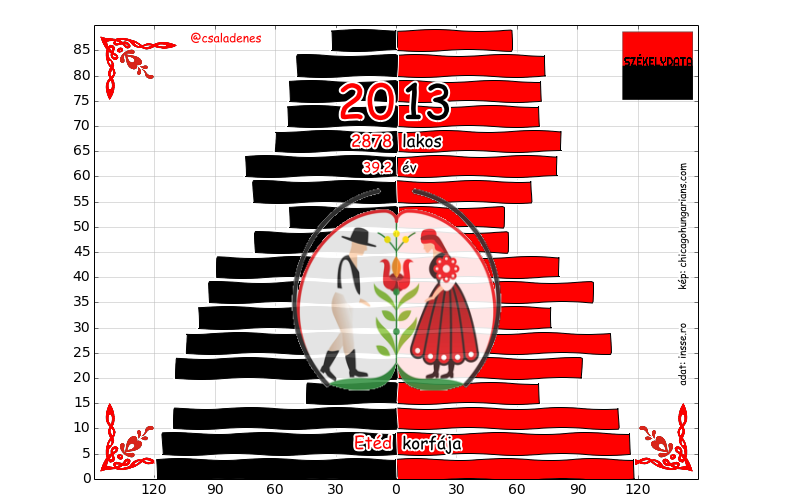 @csaladenes
SZÉKELYDATA
2013
2878 lakos
39.2 év
kép: chicagohungarians.com
adat: insse.ro
Etéd korfája
85
80
75
70
65
60
55
50
45
40
35
30
25
20
15
10
5
0
120 90 60 30 0 30 60 90 120